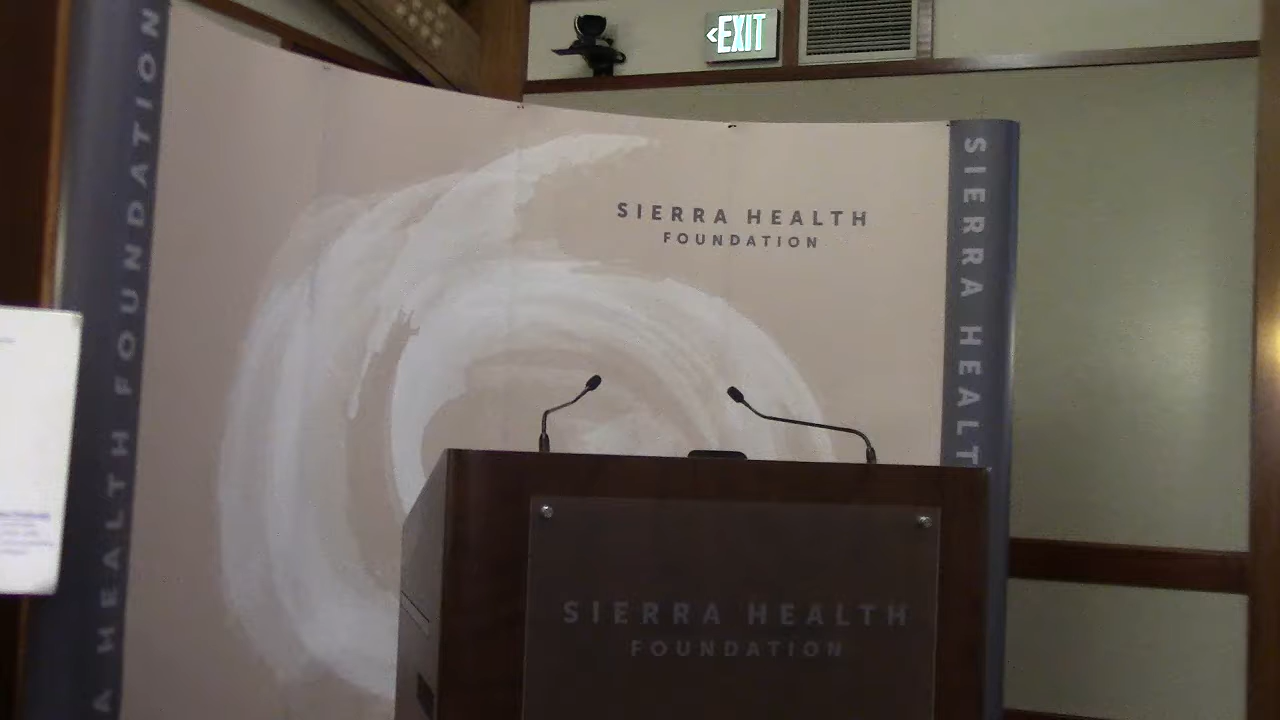 <EXIT
SIERRA HEALTH
FOUNDATION
SIERRA HEALT
A HEALTH FOUNDATION
SIERRA HEALTH
FOUNDATION